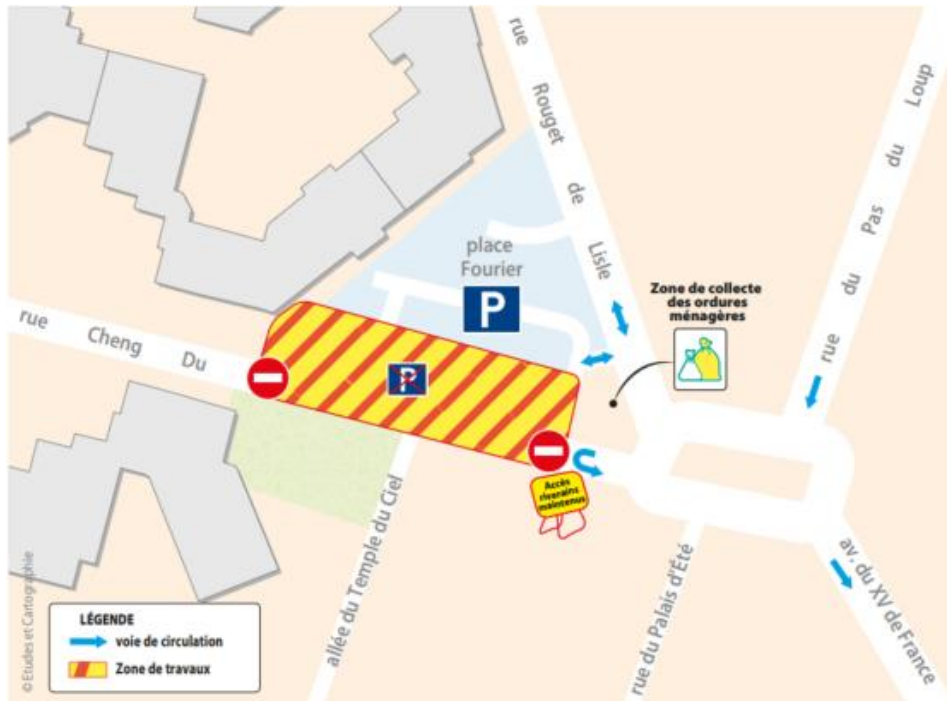 rue Rouget de Lisle
rue du Pas du Loup
place
Fourier
P
Zone de collecte
des ordures
ménagères
rue Cheng Du
P
Accès
riverains
maintenus
allée du Temple du Ciel
rue du Palais d'Été
av. du XV de France
© Etudes et Cartographie
LÉGENDE
voie de circulation
Zone de travaux